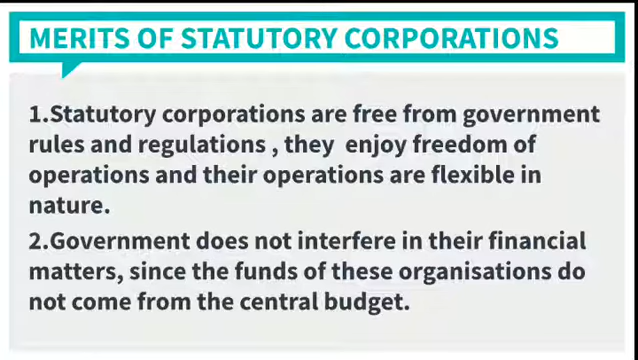 MERITS OF STATUTORY CORPORATIONS
1.Statutory corporations are free from government
rules and regulations , they enjoy freedom of
operations and their operations are flexible in
nature.
2.Government does not interfere in their financial
matters, since the funds of these organisations do
not come from the central budget.